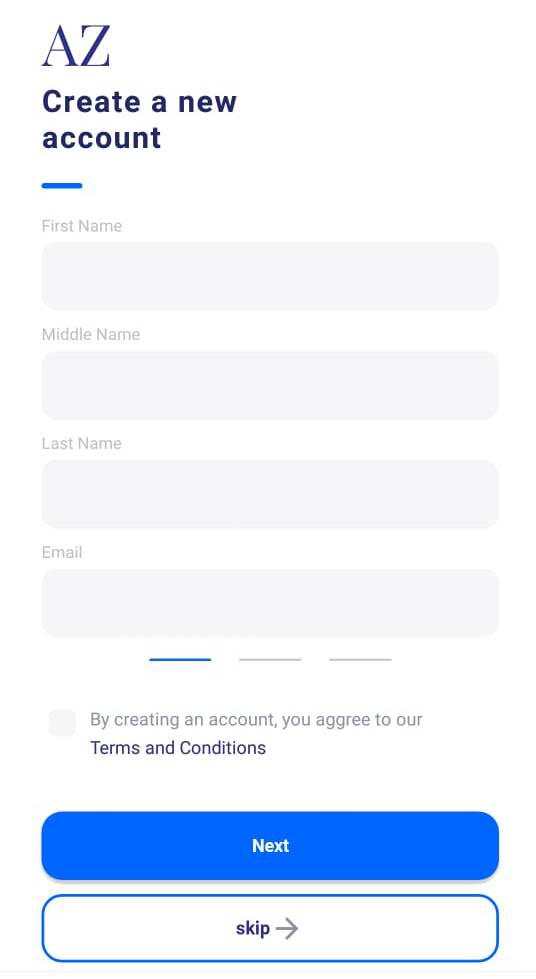 AZ
Create a new
account
First Name
Middle Name
Last Name
Email
By creating an account, you aggree to our
Terms and Conditions
Next
skip